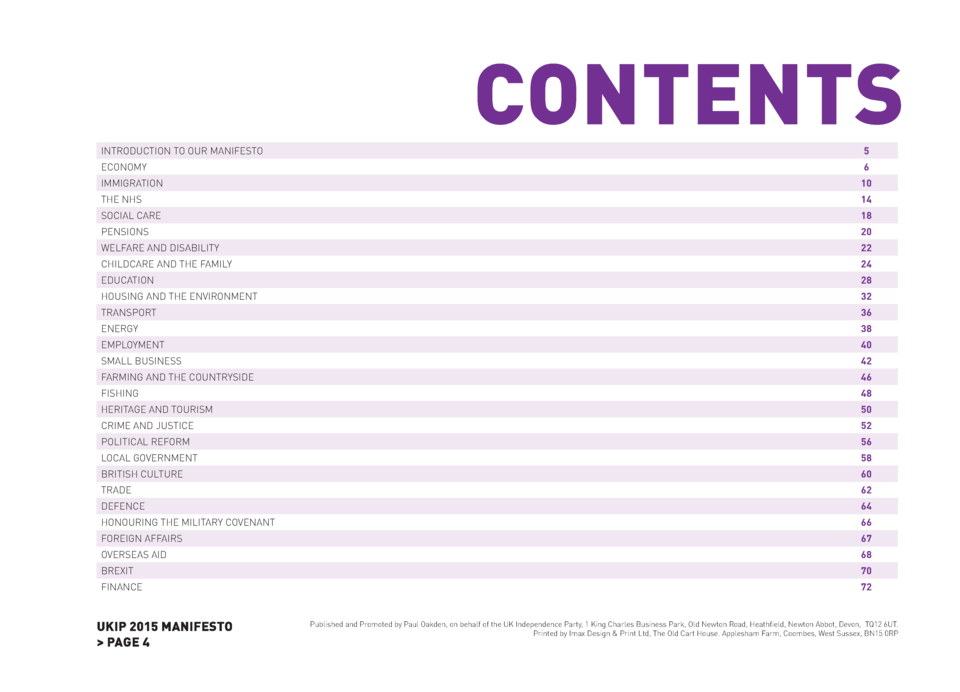 CONTENTS
INTRODUCTION TO OUR MANIFESTO 5
ECONOMY 6
IMMIGRATION 10
THE NHS 14
SOCIAL CARE 18
PENSIONS 20
WELFARE AND DISABILITY 22
CHILDCARE AND THE FAMILY 24
EDUCATION 28
HOUSING AND THE ENVIRONMENT 32
TRANSPORT 36
ENERGY 38
EMPLOYMENT 40
SMALL BUSINESS 42
FARMING AND THE COUNTRYSIDE 46
FISHING 48
HERITAGE AND TOURISM 50
CRIME AND JUSTICE 52
POLITICAL REFORM 56
LOCAL GOVERNMENT 58
BRITISH CULTURE 60
TRADE 62
DEFENCE 64
HONOURING THE MILITARY COVENANT 66
FOREIGN AFFAIRS 67
OVERSEAS AID 68
BREXIT 70
FINANCE 72
UKIP 2015 MANIFESTO
> PAGE 4
Published and Promoted by Paul Oakden, on behalf of the UK Independence Party, 1 King Charles Business Park, Old Newton Road, Heathfield, Newton Abbot, Devon, TQ12 6UT.
Printed by Imax Design & Print Ltd, The Old Cart House. Applesham Farm, Coombes, West Sussex, BN15 0RP